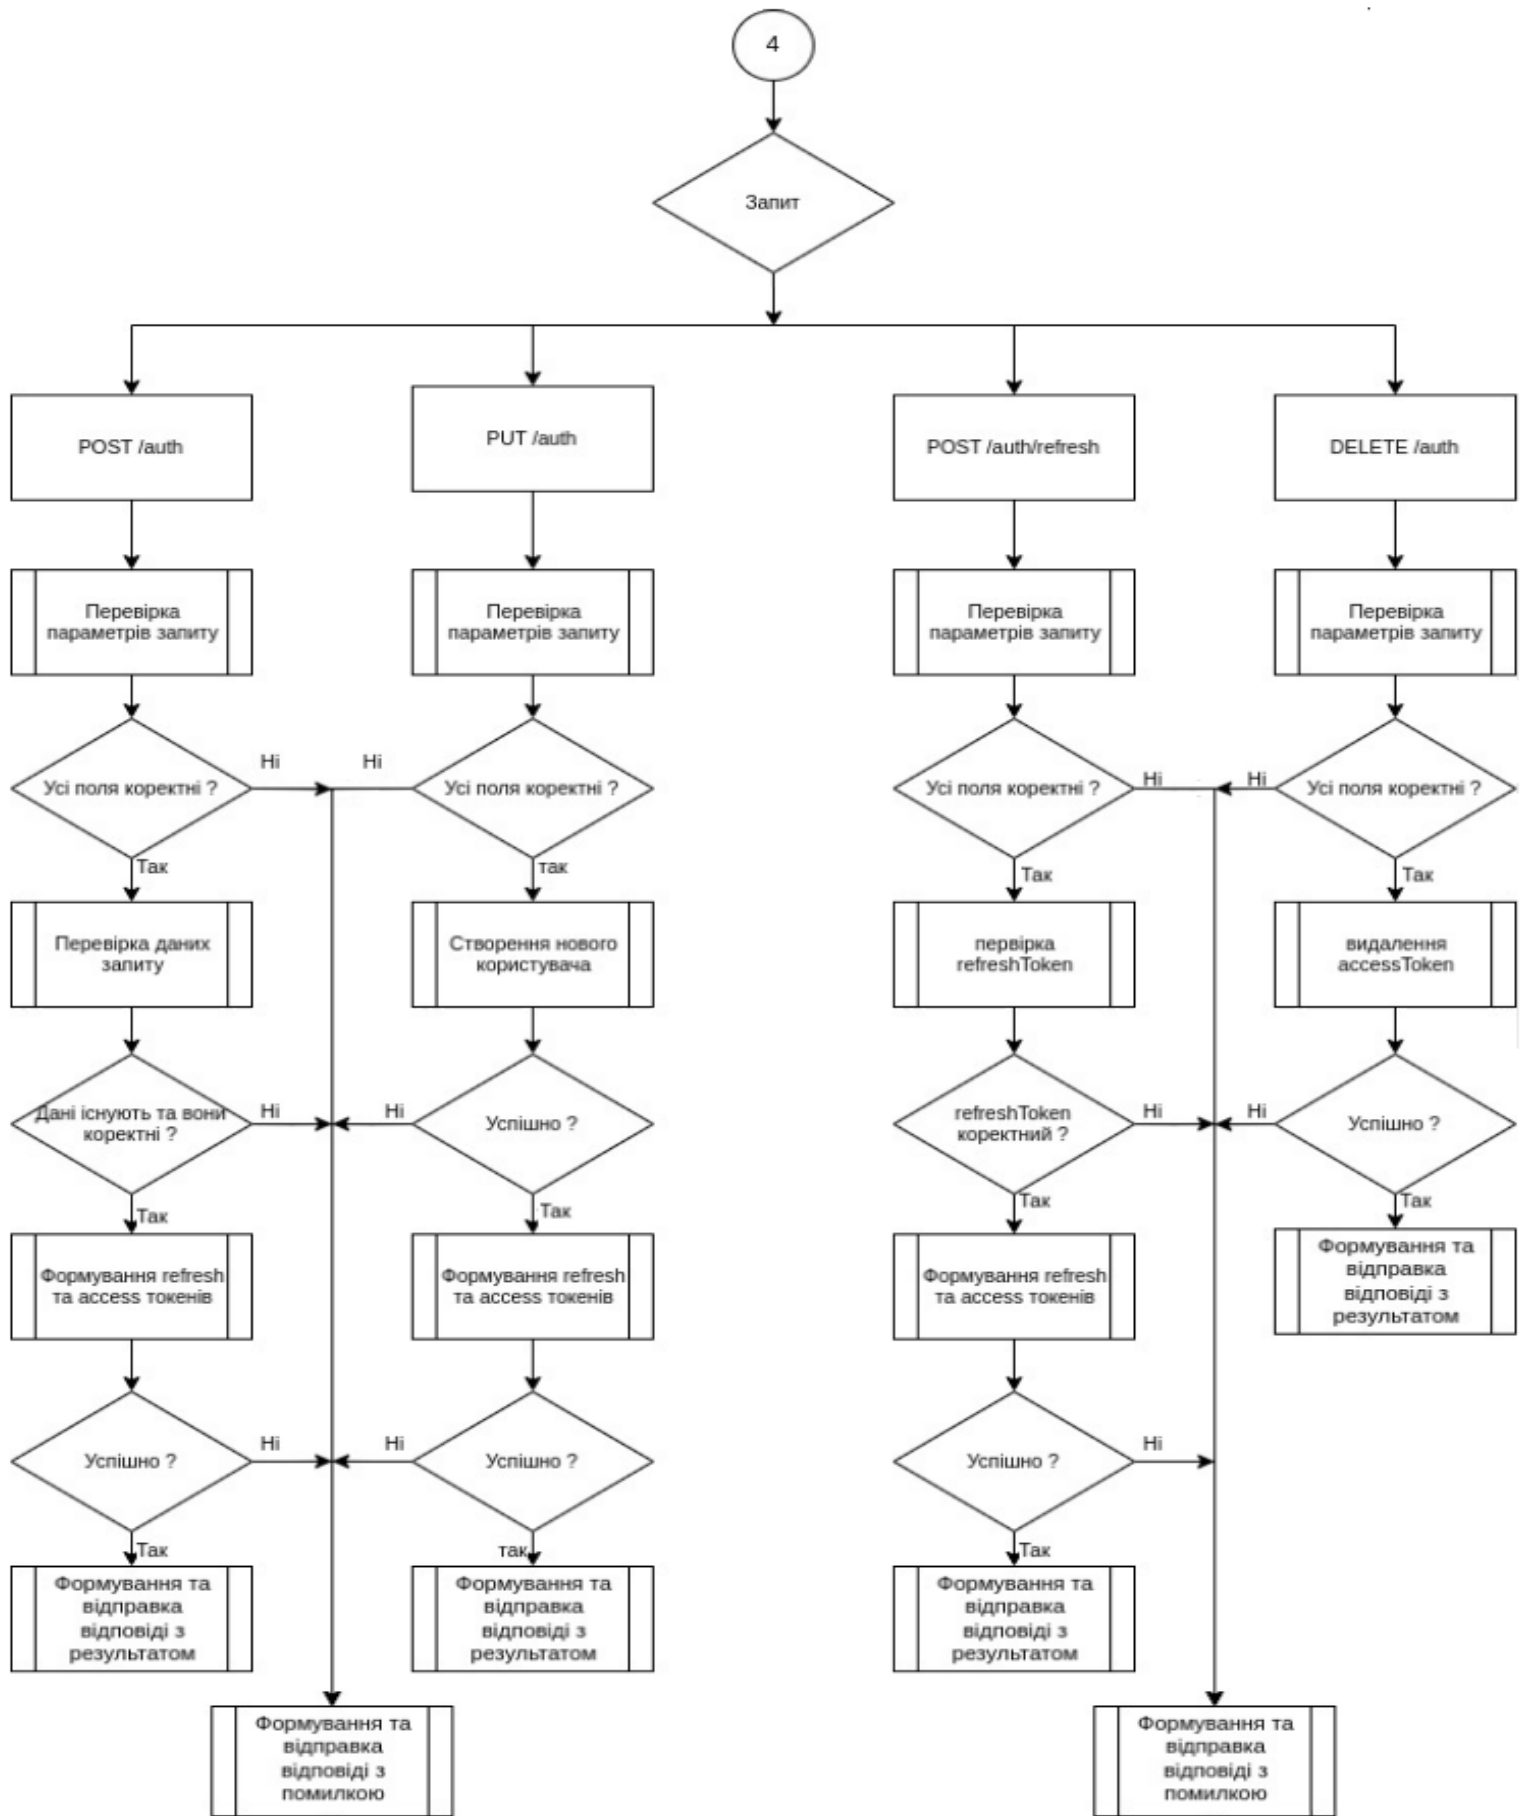 4
Запит
POST /auth
PUT /auth
POST /auth/refresh
DELETE /auth
Перевірка
параметрів запиту
Перевірка
параметрів запиту
Перевірка
параметрів запиту
Перевірка
параметрів запиту
Усі поля коректні ?
Ні
Ні
Усі поля коректні ?
Усі поля коректні ?
Ні
Ні
Усі поля коректні ?
Так
так
Так
Так
Перевірка даних
запиту
Створення нового
користувача
первірка
refreshToken
видалення
accessToken
Дані існують та вони
коректні ?
Ні
Ні
Успішно ?
refreshToken
коректний ?
Ні
Ні
Успішно ?
Так
Так
Так
Так
Формування refresh
та access токенів
Формування refresh
та access токенів
Формування refresh
та access токенів
Формування та
відправка
відповіді з
результатом
Успішно ?
Ні
Ні
Успішно ?
Успішно ?
Ні
Так
так
Так
Формування та
відправка
відповіді з
результатом
Формування та
відправка
відповіді з
результатом
Формування та
відправка
відповіді з
результатом
Формування та
відправка
відповіді з
помилкою
Формування та
відправка
відповіді з
помилкою